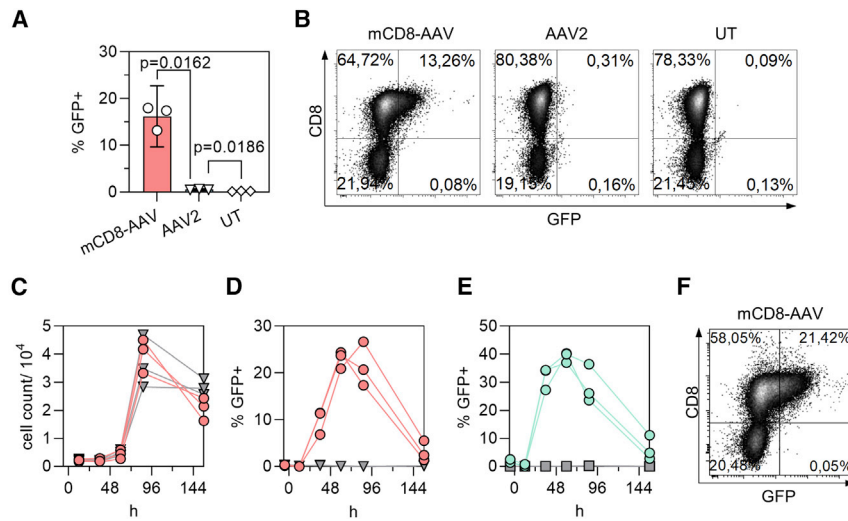 A
% GFP+
30
20
10
0
p=0.0162
p=0.0186
mCD8-AAV
AAV2
UT
B
mCD8-AAV
AAV2
UT
CD8
64,72%
13,26%
21,94%
0,08%
80,38%
0,31%
19,15%
0,16%
78,33%
0,09%
21,45%
0,13%
GFP
C
cell count/ 10⁴
5
4
3
2
1
0
0 48 96 144
h
D
% GFP+
30
20
10
0
0 48 96 144
h
E
% GFP+
50
40
30
20
10
0
0 48 96 144
h
F
mCD8-AAV
CD8
58,05%
21,42%
20,48%
0,05%
GFP